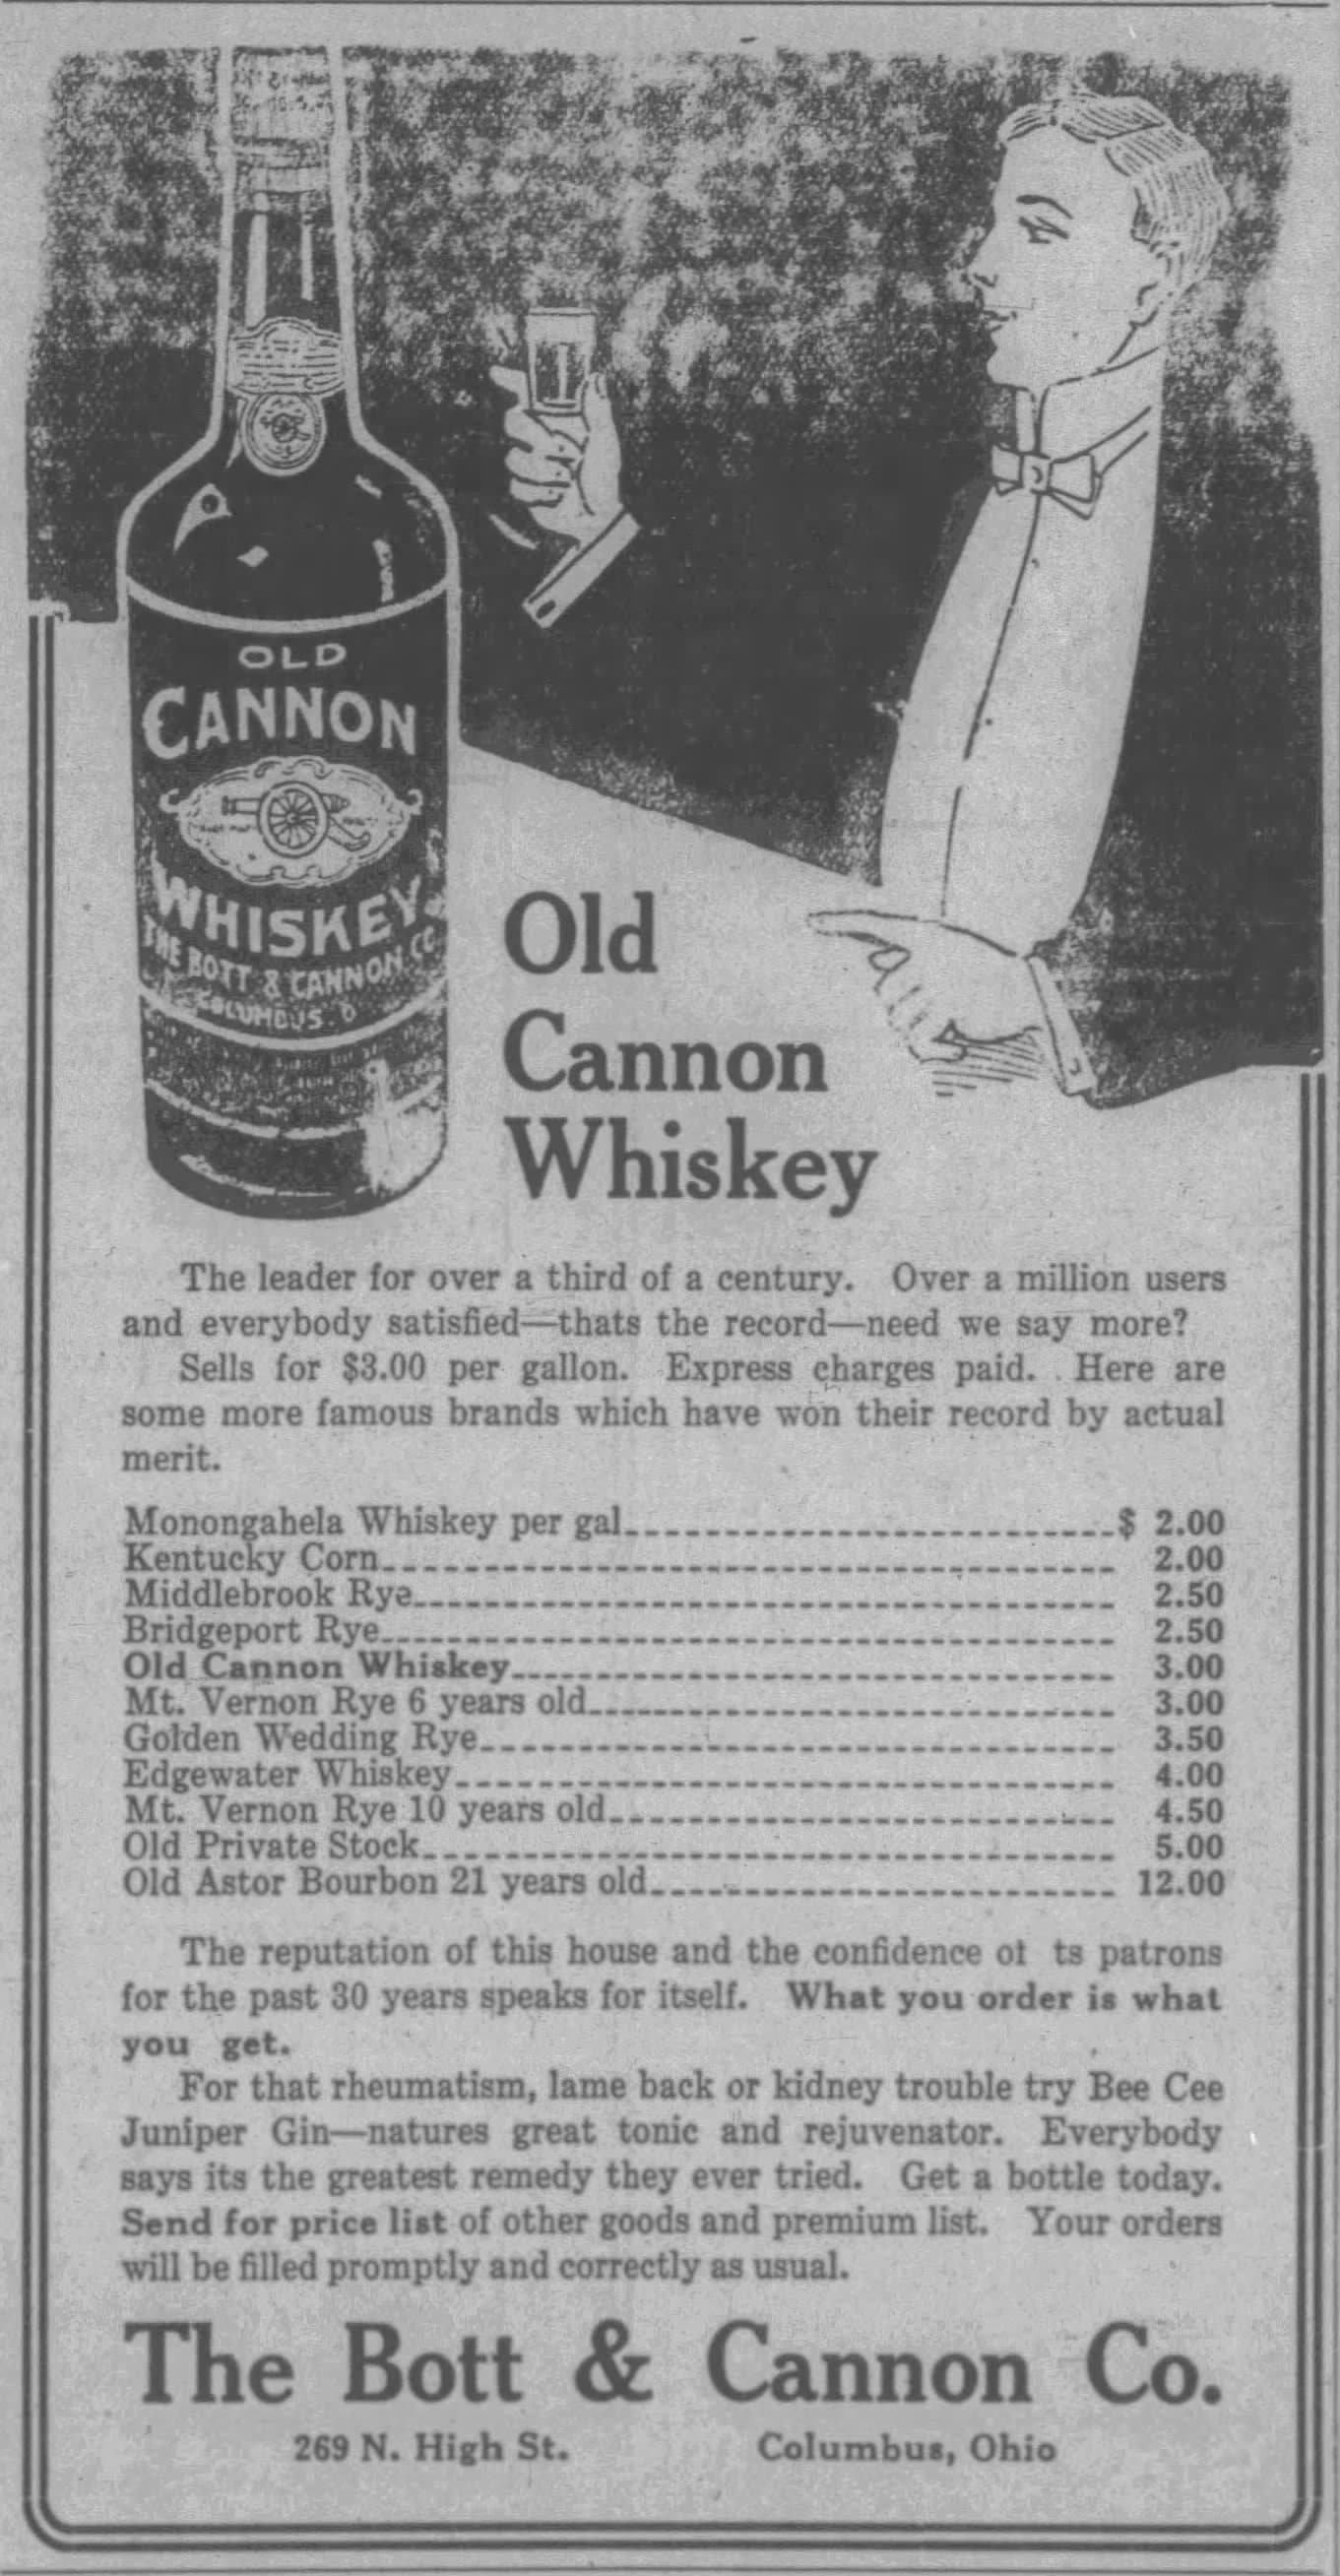 OLD
CANNON
WHISKEY
THE BOTT & CANNON CO.
COLUMBUS. O
Old
Cannon
Whiskey
The leader for over a third of a century. Over a million users
and everybody satisfied—thats the record—need we say more?
Sells for $3.00 per gallon. Express charges paid. Here are
some more famous brands which have won their record by actual
merit.
Monongahela Whiskey per gal. $ 2.00
Kentucky Corn 2.00
Middlebrook Rye 2.50
Bridgeport Rye 2.50
Old Cannon Whiskey 3.00
Mt. Vernon Rye 6 years old 3.00
Golden Wedding Rye 3.50
Edgewater Whiskey 4.00
Mt. Vernon Rye 10 years old 4.50
Old Private Stock 5.00
Old Astor Bourbon 21 years old 12.00
The reputation of this house and the confidence of ts patrons
for the past 30 years speaks for itself. What you order is what
you get.
For that rheumatism, lame back or kidney trouble try Bee Cee
Juniper Gin—natures great tonic and rejuvenator. Everybody
says its the greatest remedy they ever tried. Get a bottle today.
Send for price list of other goods and premium list. Your orders
will be filled promptly and correctly as usual.
The Bott & Cannon Co.
269 N. High St. Columbus, Ohio